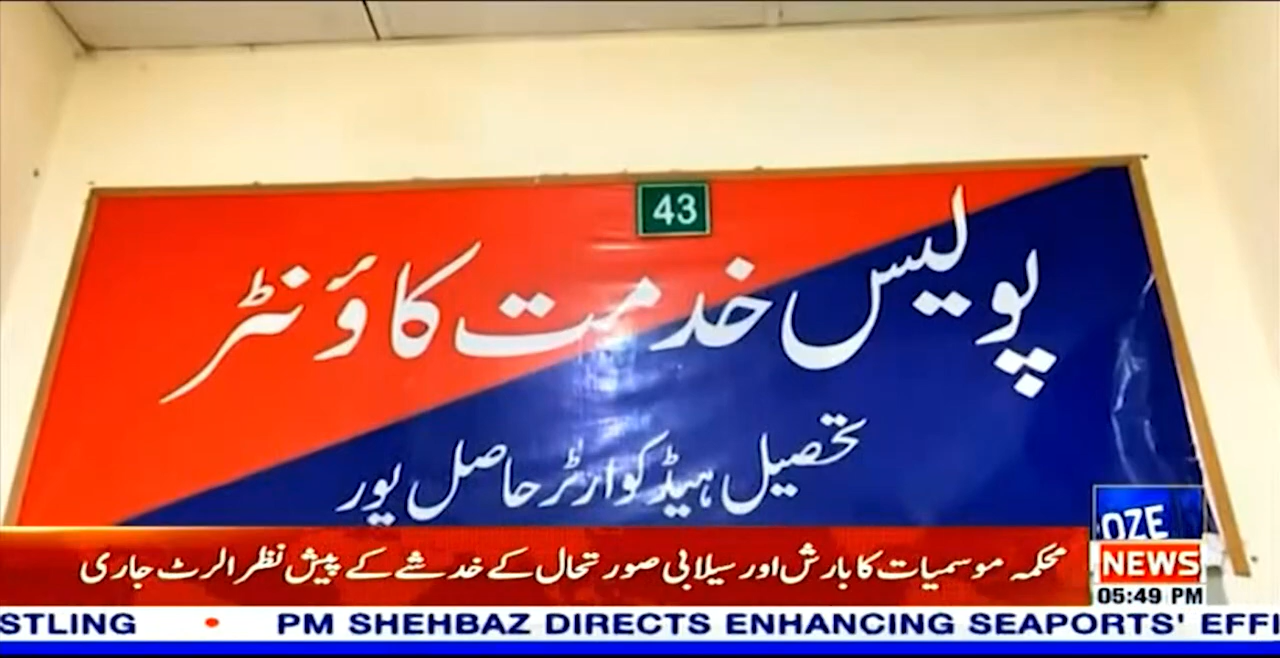 43
پولیس خدمت کاؤنٹر
تحصیل ہیڈ کوارٹر حاصل پور
OZE
NEWS
محکمہ موسمیات کا بارش اور سیلابی صورتحال کے خدشے کے پیش نظر الرٹ جاری
05:49 PM
STLING • PM SHEHBAZ DIRECTS ENHANCING SEAPORTS' EFFI